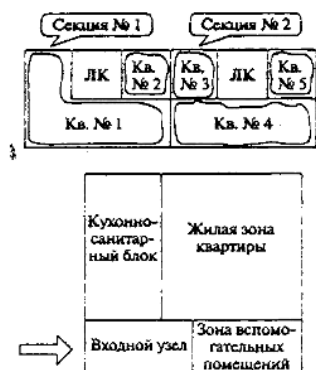 Секция № 1 Секция № 2
ЛК Кв. № 2 Кв. № 3 ЛК Кв. № 5
Кв. № 1 Кв. № 4
Кухонно-
санитар-
ный блок
Жилая зона
квартиры
Входной узел
Зона вспомо-
гательных
помещений